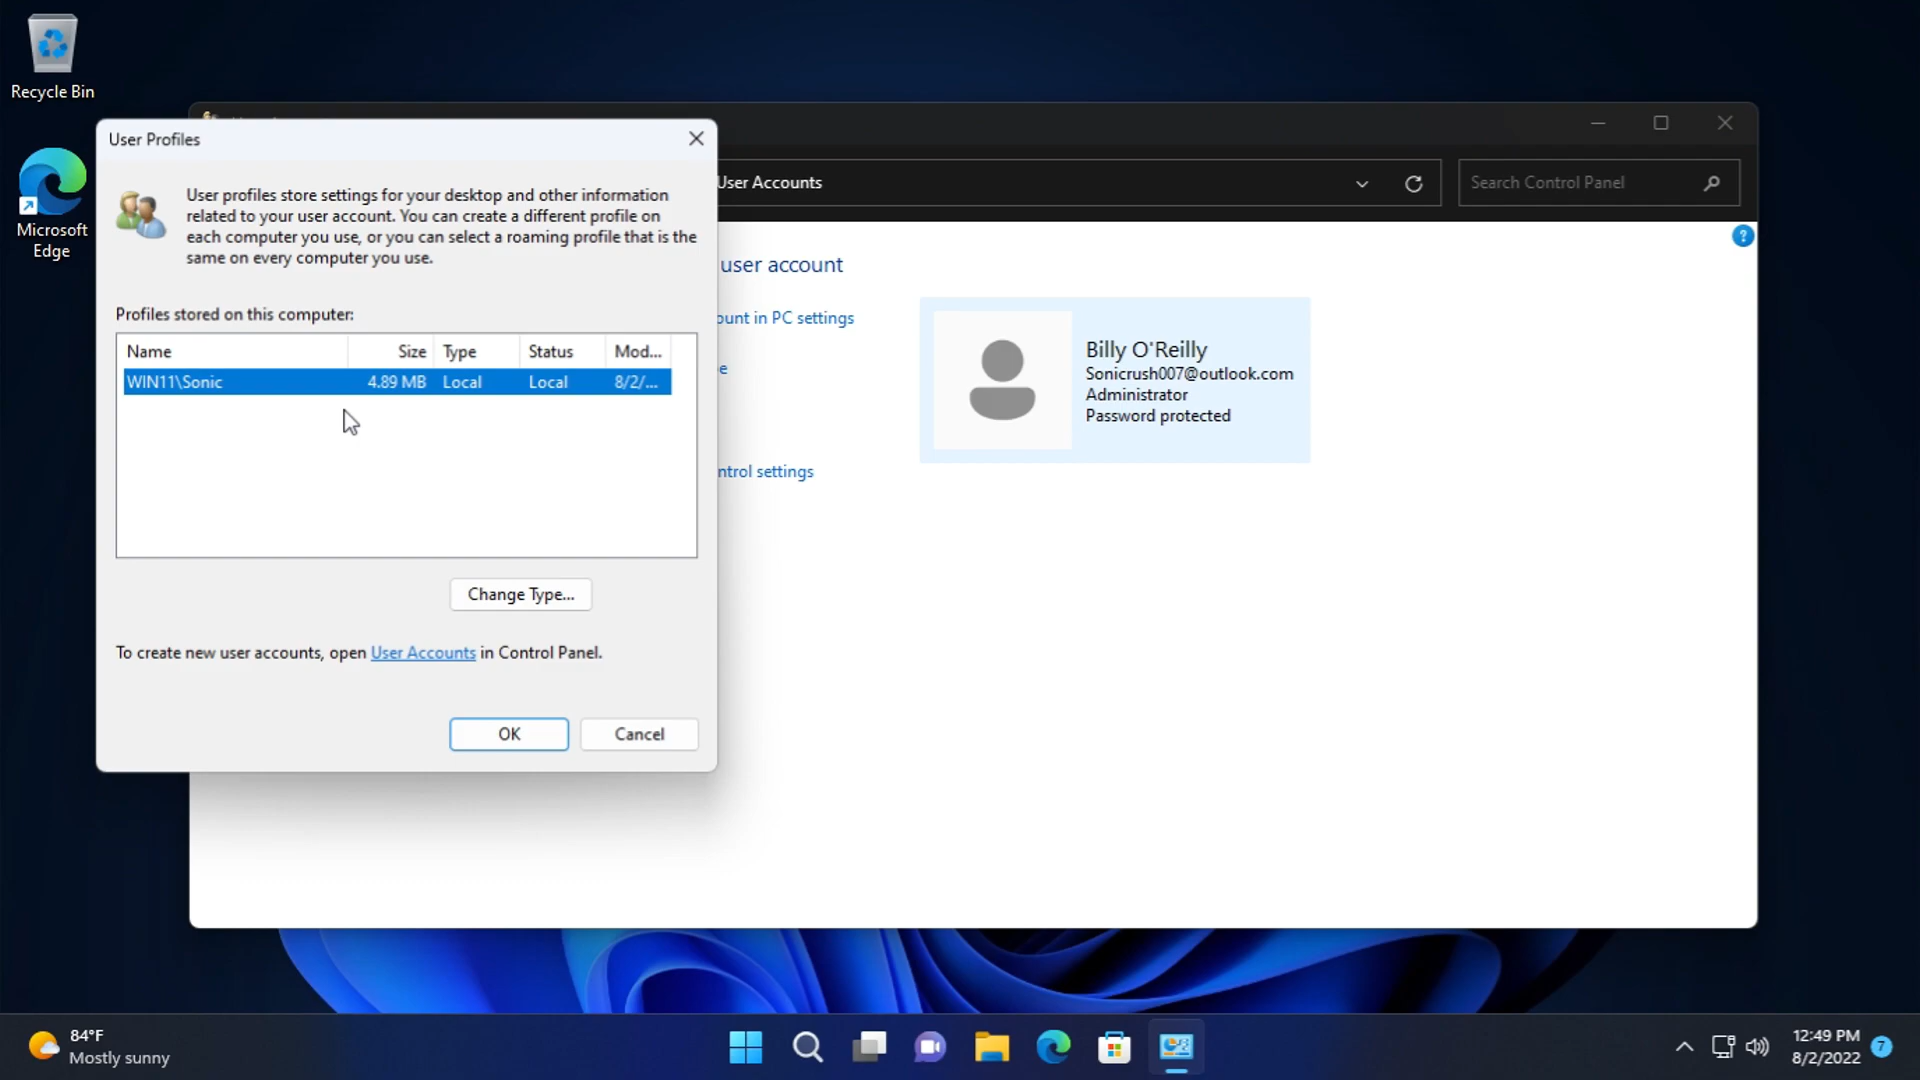 Recycle Bin
Microsoft
Edge
User Profiles
User profiles store settings for your desktop and other information
related to your user account. You can create a different profile on
each computer you use, or you can select a roaming profile that is the
same on every computer you use.
Profiles stored on this computer:
Name Size Type Status Mod...
WIN11\Sonic 4.89 MB Local Local 8/2/...
Change Type...
To create new user accounts, open User Accounts in Control Panel.
OK Cancel
User Accounts
Search Control Panel
user account
ount in PC settings
e
ntrol settings
Billy O'Reilly
Sonicrush007@outlook.com
Administrator
Password protected
84°F
Mostly sunny
12:49 PM
8/2/2022
7